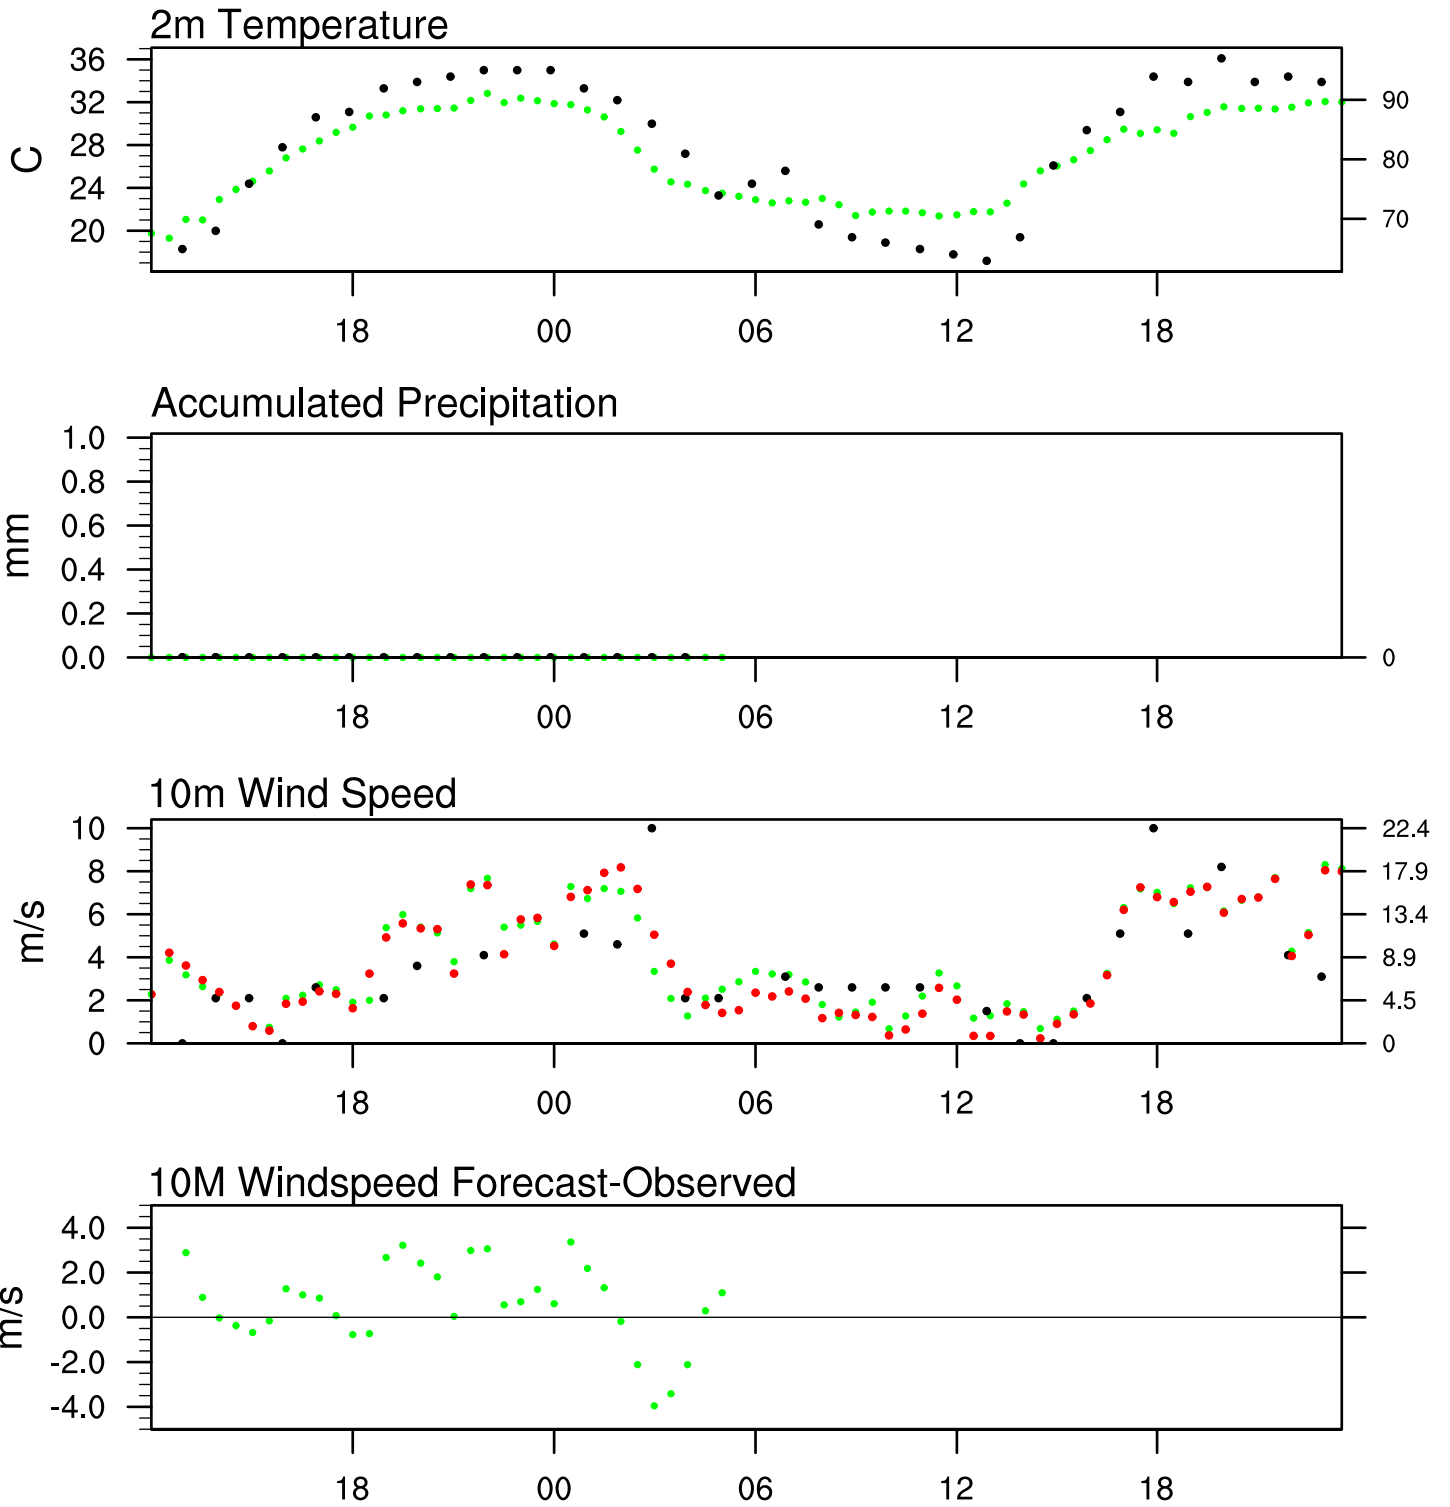 2m Temperature
36
32
28
24
20
C
90
80
70
18 00 06 12 18
Accumulated Precipitation
1.0
0.8
0.6
0.4
0.2
0.0
mm
0
18 00 06 12 18
10m Wind Speed
10
8
6
4
2
0
m/s
22.4
17.9
13.4
8.9
4.5
0
18 00 06 12 18
10M Windspeed Forecast-Observed
4.0
2.0
0.0
-2.0
-4.0
m/s
18 00 06 12 18